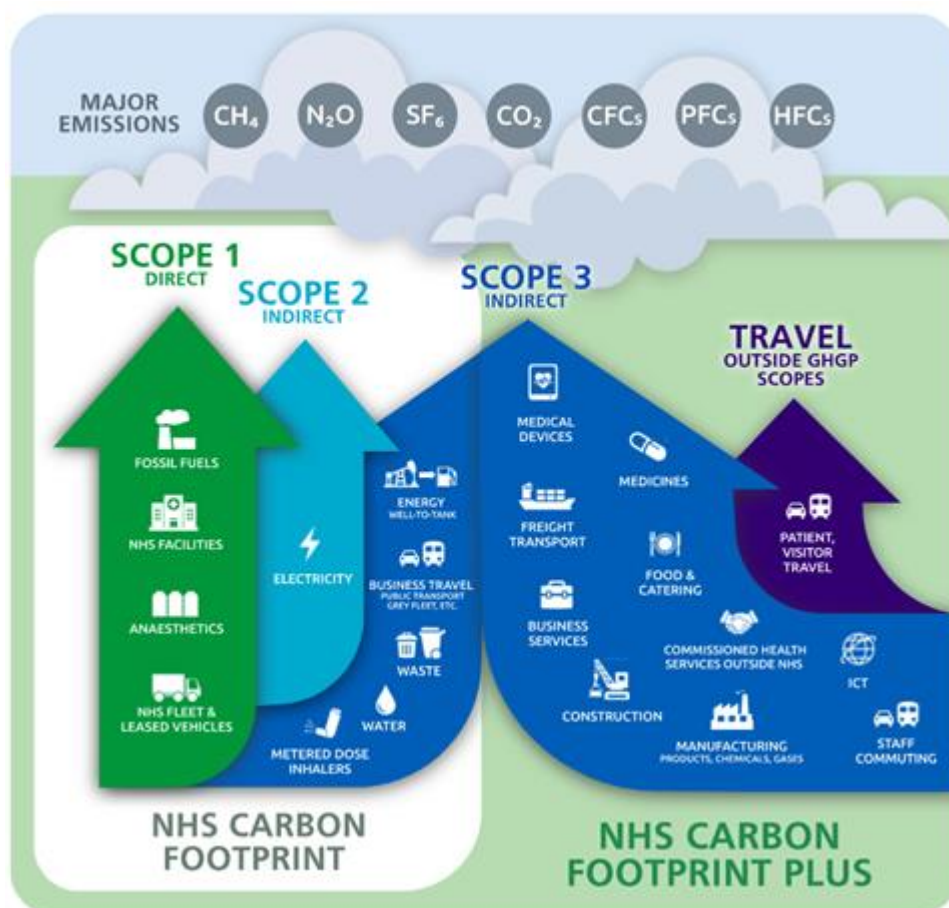 MAJOR
EMISSIONS
CH₄
N₂O
SF₆
CO₂
CFCs
PFCs
HFCs
SCOPE 1
DIRECT
SCOPE 2
INDIRECT
SCOPE 3
INDIRECT
TRAVEL
OUTSIDE GHGP
SCOPES
FOSSIL FUELS
NHS FACILITIES
ANAESTHETICS
NHS FLEET &
LEASED VEHICLES
ELECTRICITY
ENERGY
WELL-TO-TANK
BUSINESS TRAVEL
PUBLIC TRANSPORT
GREY FLEET, ETC.
WASTE
WATER
METERED DOSE
INHALERS
MEDICAL
DEVICES
MEDICINES
FREIGHT
TRANSPORT
FOOD &
CATERING
BUSINESS
SERVICES
COMMISSIONED HEALTH
SERVICES OUTSIDE NHS
CONSTRUCTION
MANUFACTURING
PRODUCTS, CHEMICALS, GASES
ICT
STAFF
COMMUTING
PATIENT,
VISITOR
TRAVEL
NHS CARBON
FOOTPRINT
NHS CARBON
FOOTPRINT PLUS